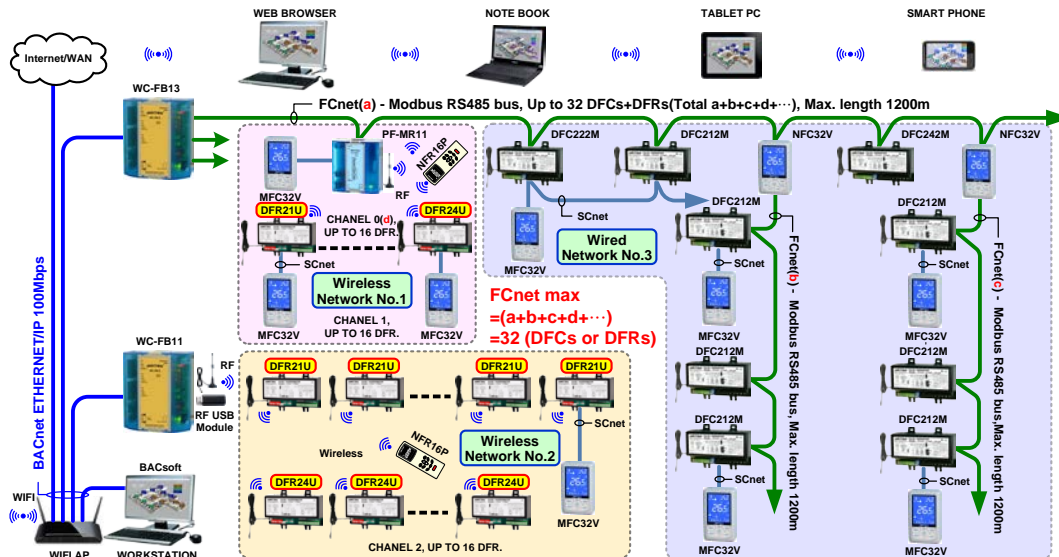 WEB BROWSER
NOTE BOOK
TABLET PC
SMART PHONE
Internet/WAN
WC-FB13
FCnet(a) - Modbus RS485 bus, Up to 32 DFCs+DFRs(Total a+b+c+d+···), Max. length 1200m
PF-MR11
NFR16P
RF
MFC32V
DFR21U
DFR24U
CHANEL 0(d),
UP TO 16 DFR.
SCnet
Wireless
Network No.1
MFC32V
CHANEL 1,
UP TO 16 DFR.
MFC32V
DFC222M
DFC212M
NFC32V
DFC242M
NFC32V
SCnet
MFC32V
Wired
Network No.3
DFC212M
SCnet
MFC32V
DFC212M
DFC212M
SCnet
MFC32V
FCnet(b) - Modbus RS485 bus, Max. length 1200m
DFC212M
SCnet
MFC32V
DFC212M
DFC212M
SCnet
MFC32V
FCnet(c) - Modbus RS485 bus,Max. length 1200m
FCnet max
=(a+b+c+d+···)
=32 (DFCs or DFRs)
BACnet ETHERNET/IP 100Mbps
WC-FB11
RF
RF USB
Module
DFR21U
DFR21U
DFR21U
DFR21U
SCnet
Wireless
NFR16P
Wireless
Network No.2
DFR24U
DFR24U
DFR24U
MFC32V
CHANEL 2, UP TO 16 DFR.
BACsoft
WIFI
WIFI AP
WORKSTATION